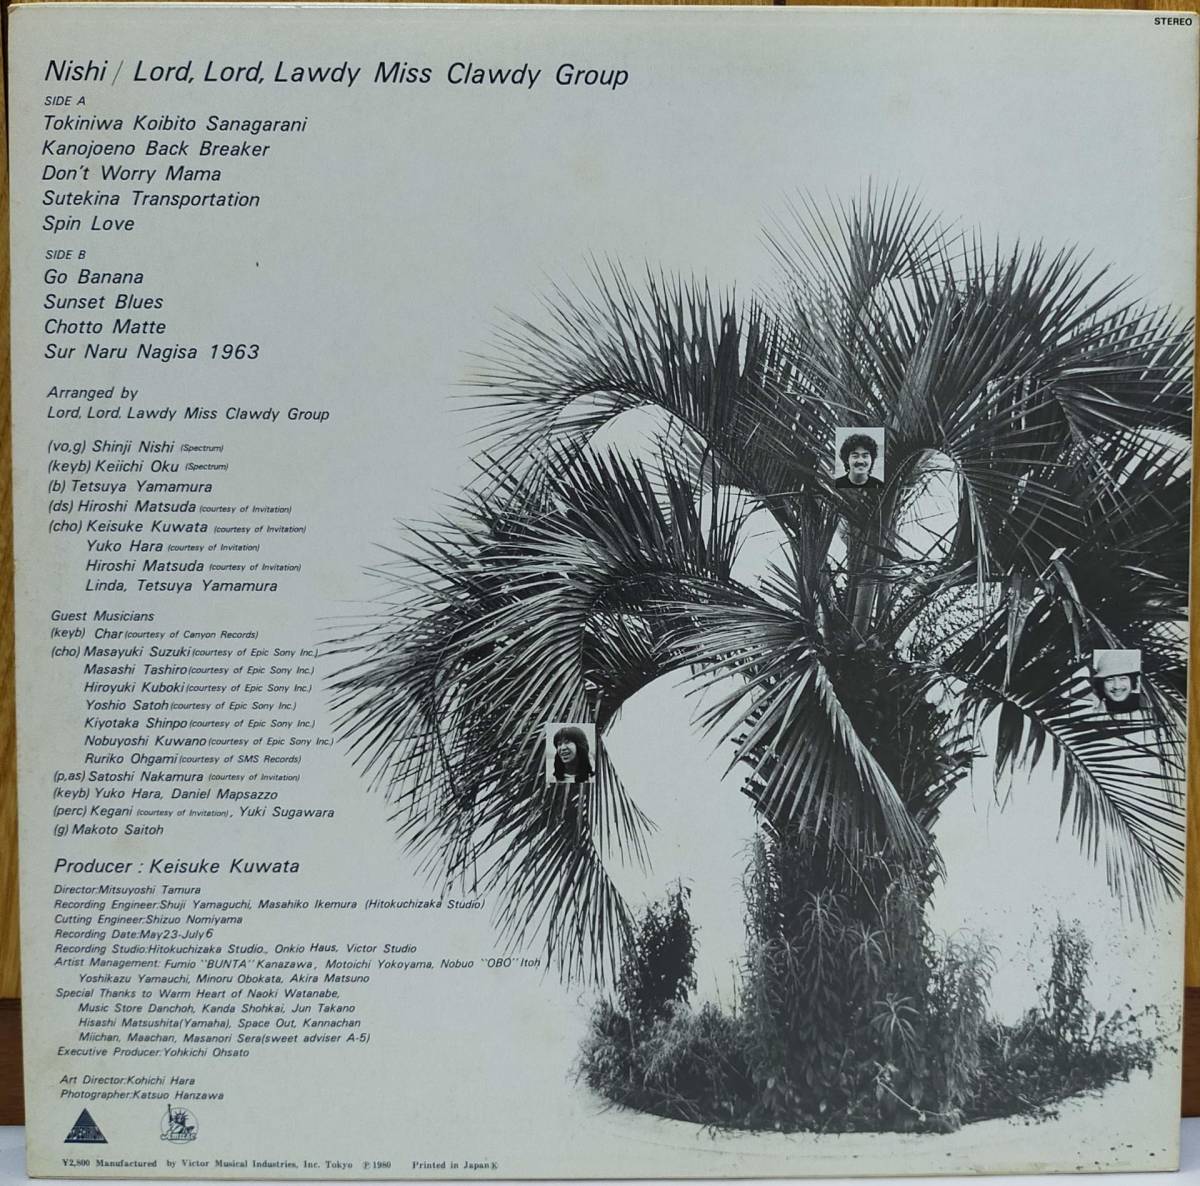 STEREO
Nishi / Lord, Lord, Lawdy Miss Clawdy Group
SIDE A
Tokiniwa Koibito Sanagarani
Kanojoeno Back Breaker
Don't Worry Mama
Sutekina Transportation
Spin Love
SIDE B
Go Banana
Sunset Blues
Chotto Matte
Sur Naru Nagisa 1963
Arranged by
Lord, Lord, Lawdy Miss Clawdy Group
(vo,g) Shinji Nishi (Spectrum)
(keyb) Keiichi Oku (Spectrum)
(b) Tetsuya Yamamura
(ds) Hiroshi Matsuda (courtesy of Invitation)
(cho) Keisuke Kuwata (courtesy of Invitation)
Yuko Hara (courtesy of Invitation)
Hiroshi Matsuda (courtesy of Invitation)
Linda, Tetsuya Yamamura
Guest Musicians
(keyb) Char (courtesy of Canyon Records)
(cho) Masayuki Suzuki (courtesy of Epic Sony Inc.),
Masashi Tashiro (courtesy of Epic Sony Inc.)
Hiroyuki Kuboki (courtesy of Epic Sony Inc.)
Yoshio Satoh (courtesy of Epic Sony Inc.)
Kiyotaka Shinpo (courtesy of Epic Sony Inc.)
Nobuyoshi Kuwano (courtesy of Epic Sony Inc.)
Ruriko Ohgami (courtesy of SMS Records)
(p,as) Satoshi Nakamura (courtesy of Invitation)
(keyb) Yuko Hara, Daniel Mapsazzo
(perc) Kegani (courtesy of Invitation), Yuki Sugawara
(g) Makoto Saitoh
Producer : Keisuke Kuwata
Director:Mitsuyoshi Tamura
Recording Engineer:Shuji Yamaguchi, Masahiko Ikemura (Hitokuchizaka Studio)
Cutting Engineer:Shizuo Nomiyama
Recording Date:May23-July6
Recording Studio:Hitokuchizaka Studio., Onkio Haus, Victor Studio
Artist Management: Fumio "BUNTA" Kanazawa, Motoichi Yokoyama, Nobuo "OBO" Itoh
Yoshikazu Yamauchi, Minoru Obokata, Akira Matsuno
Special Thanks to Warm Heart of Naoki Watanabe,
Music Store Danchoh, Kanda Shohkai, Jun Takano
Hisashi Matsushita(Yamaha), Space Out, Kannachan
Miichan, Maachan, Masanori Sera(sweet adviser A-5)
Executive Producer:Yohkichi Ohsato
Art Director:Kohichi Hara
Photographer:Katsuo Hanzawa
¥2,800 Manufactured by Victor Musical Industries, Inc. Tokyo Ⓟ1980 Printed in Japan Ⓚ